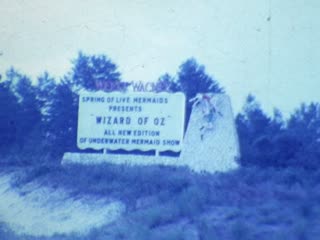 WEEKI WACHEE
SPRING OF LIVE MERMAIDS
PRESENTS
"WIZARD OF OZ"
ALL NEW EDITION
OF UNDERWATER MERMAID SHOW